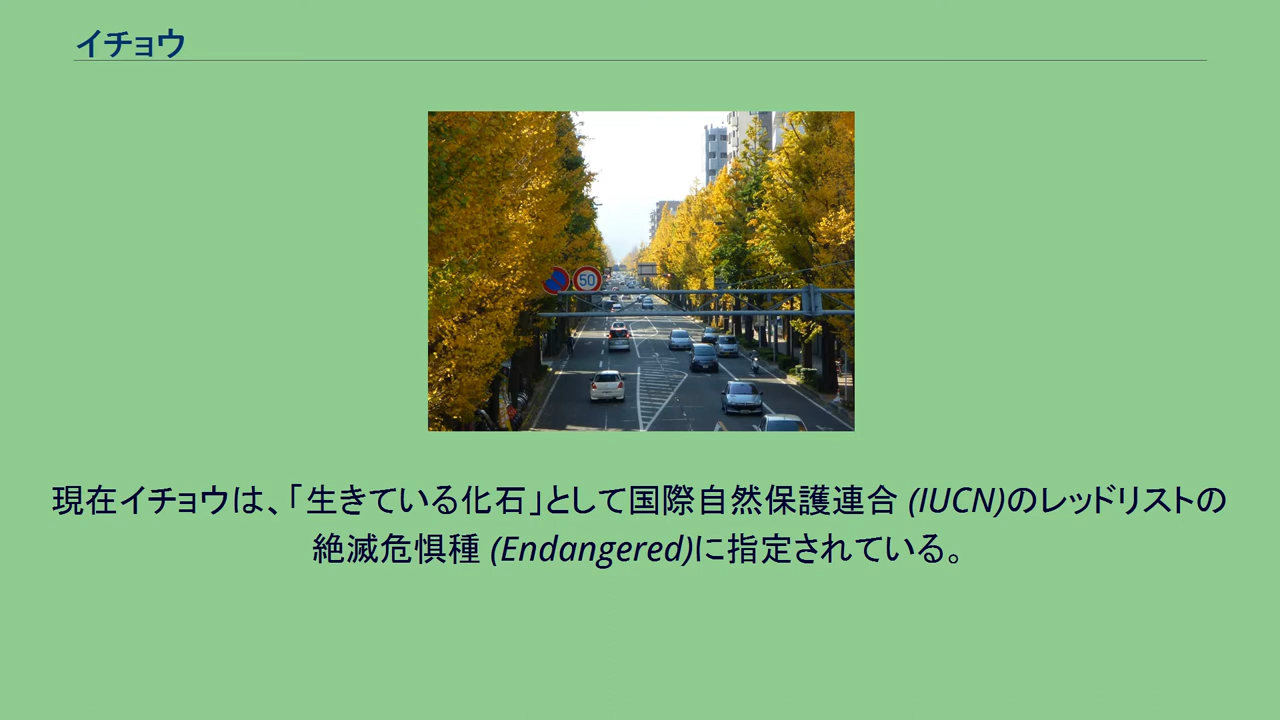 イチョウ
50
現在イチョウは、「生きている化石」として国際自然保護連合 (IUCN)のレッドリストの
絶滅危惧種 (Endangered)に指定されている。